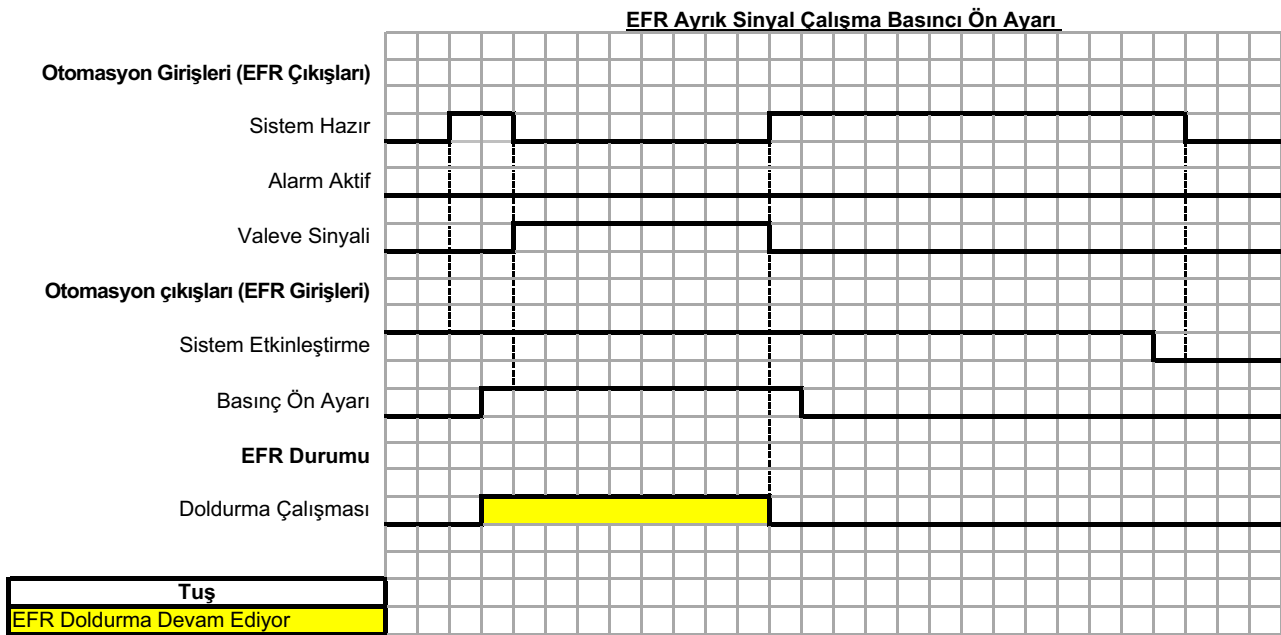 EFR Ayrık Sinyal Çalışma Basıncı Ön Ayarı
Otomasyon Girişleri (EFR Çıkışları)
Sistem Hazır
Alarm Aktif
Valeve Sinyali
Otomasyon çıkışları (EFR Girişleri)
Sistem Etkinleştirme
Basınç Ön Ayarı
EFR Durumu
Doldurma Çalışması
Tuş
EFR Doldurma Devam Ediyor